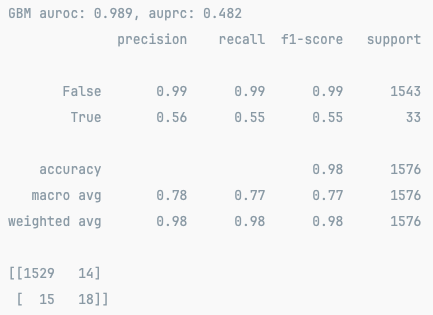 GBM auroc: 0.989, auprc: 0.482
precision recall f1-score support
False 0.99 0.99 0.99 1543
True 0.56 0.55 0.55 33
accuracy 0.98 1576
macro avg 0.78 0.77 0.77 1576
weighted avg 0.98 0.98 0.98 1576
[[1529 14]
[ 15 18]]